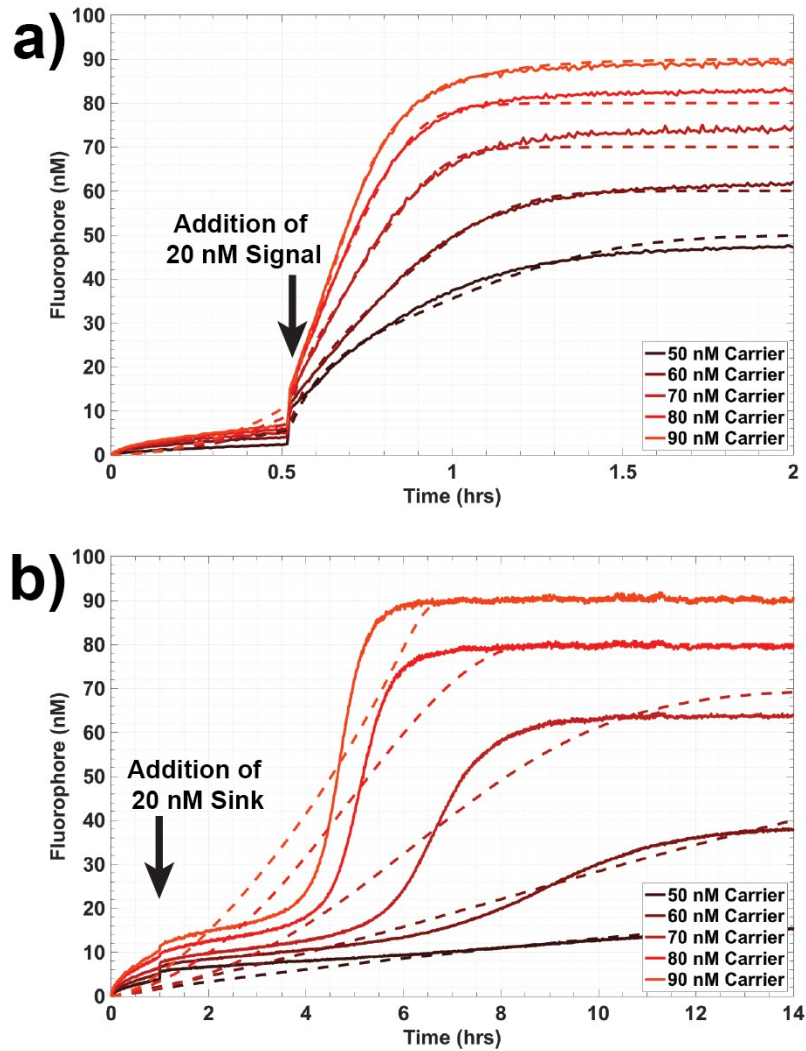 a)
100
90
80
70
60
50
40
30
20
10
0
Fluorophore (nM)
Addition of
20 nM Signal
50 nM Carrier
60 nM Carrier
70 nM Carrier
80 nM Carrier
90 nM Carrier
0
0.5
1
1.5
2
Time (hrs)
b)
100
90
80
70
60
50
40
30
20
10
0
Fluorophore (nM)
Addition of
20 nM Sink
50 nM Carrier
60 nM Carrier
70 nM Carrier
80 nM Carrier
90 nM Carrier
0
2
4
6
8
10
12
14
Time (hrs)